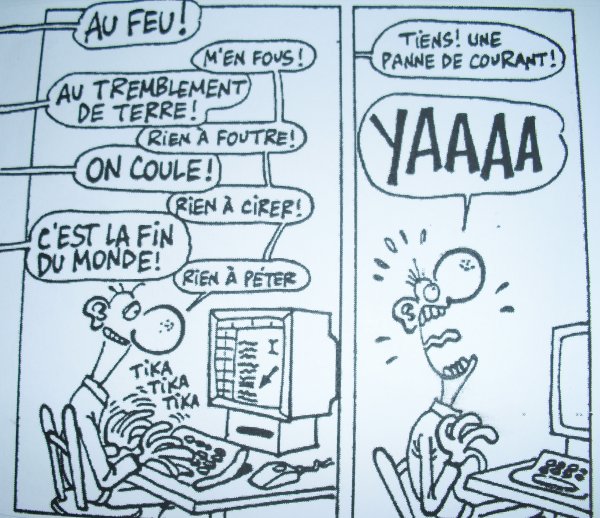 AU FEU!
M'EN FOUS!
AU TREMBLEMENT
DE TERRE!
RIEN À FOUTRE!
ON COULE!
RIEN À CIRER!
C'EST LA FIN
DU MONDE!
RIEN À PÉTER
TIKA
TIKA
TIKA
TIENS! UNE
PANNE DE COURANT!
YAAAA